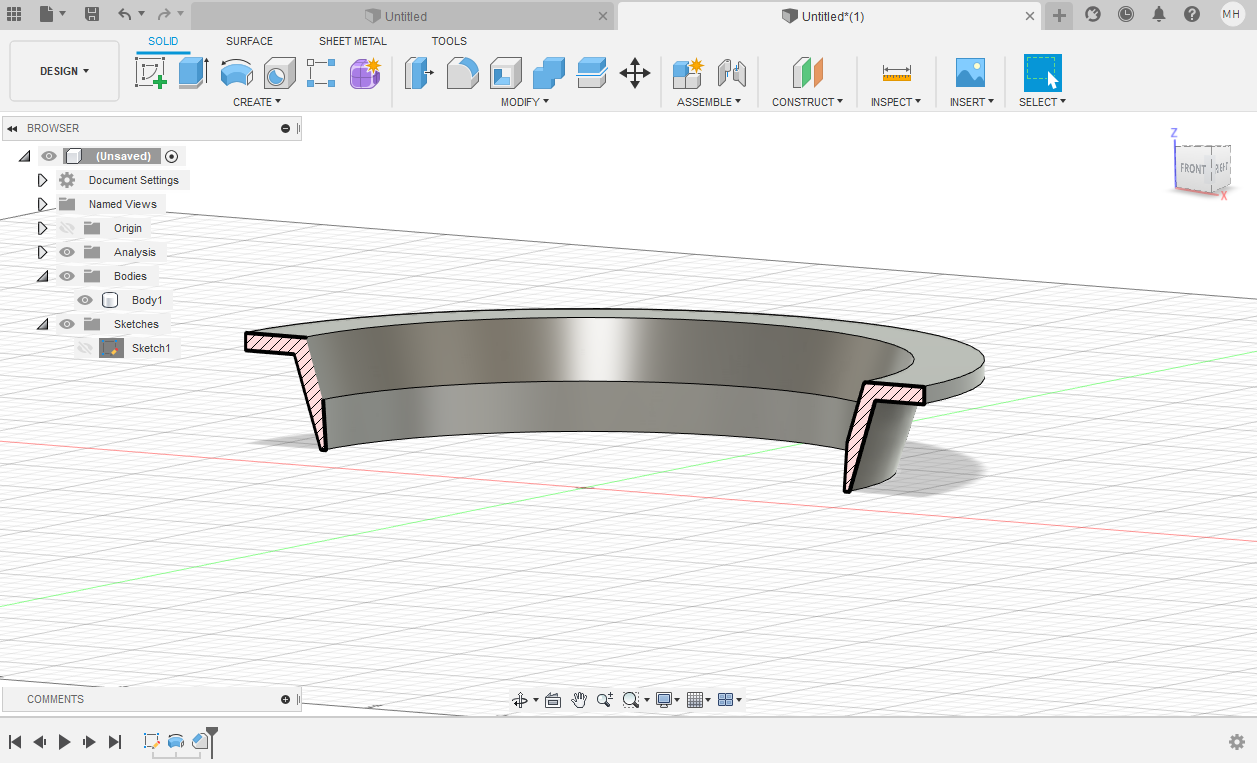 Untitled
Untitled*(1)
MH
DESIGN
SOLID
SURFACE
SHEET METAL
TOOLS
CREATE
MODIFY
ASSEMBLE
CONSTRUCT
INSPECT
INSERT
SELECT
BROWSER
(Unsaved)
Document Settings
Named Views
Origin
Analysis
Bodies
Body1
Sketches
Sketch1
Z
FRONT
X
COMMENTS